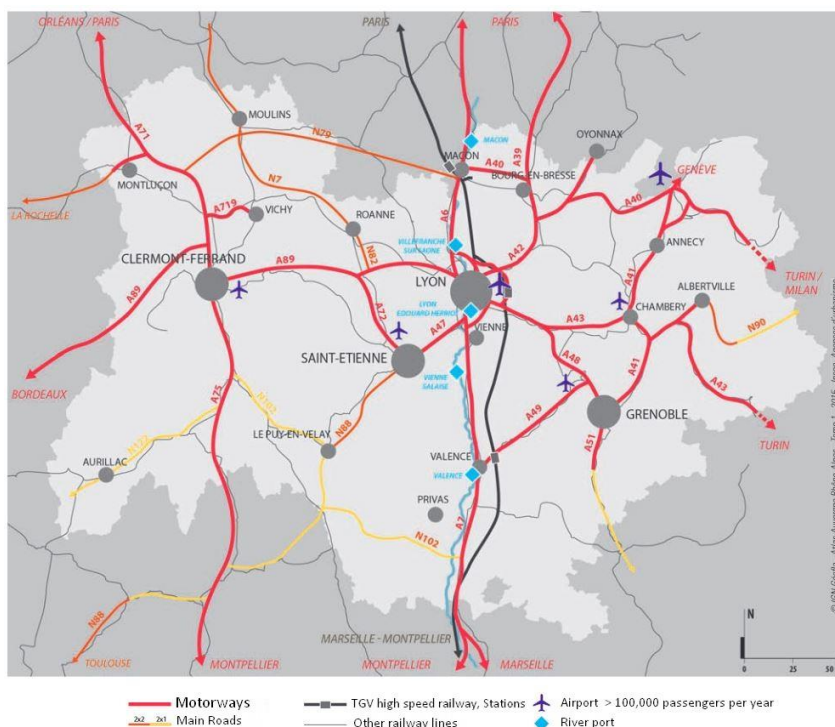 ORLÉANS / PARIS
PARIS
PARIS
MOULINS
A71
N79
MACON
OYONNAX
MACON
A40
A39
BOURG-EN-BRESSE
GENÈVE
MONTLUÇON
N7
A40
LA ROCHELLE
A719
VICHY
ROANNE
A6
VILLEFRANCHE
SUR SAONE
A42
ANNECY
CLERMONT-FERRAND
N82
LYON
TURIN /
MILAN
A89
A89
A41
ALBERTVILLE
A72
LYON
EDOUARD HERRIOT
A43
CHAMBERY
A47
VIENNE
N90
SAINT-ETIENNE
A48
A41
BORDEAUX
VIENNE
SALAISE
A43
A75
N102
A49
GRENOBLE
TURIN
LE PUY-EN-VELAY
N88
A51
N122
AURILLAC
VALENCE
VALENCE
PRIVAS
A7
N102
N88
MARSEILLE - MONTPELLIER
TOULOUSE
MONTPELLIER
MONTPELLIER
MARSEILLE
N
0 25 50
Motorways
TGV high speed railway, Stations
Airport > 100,000 passengers per year
2x2 2x1
Main Roads
Other railway lines
River port